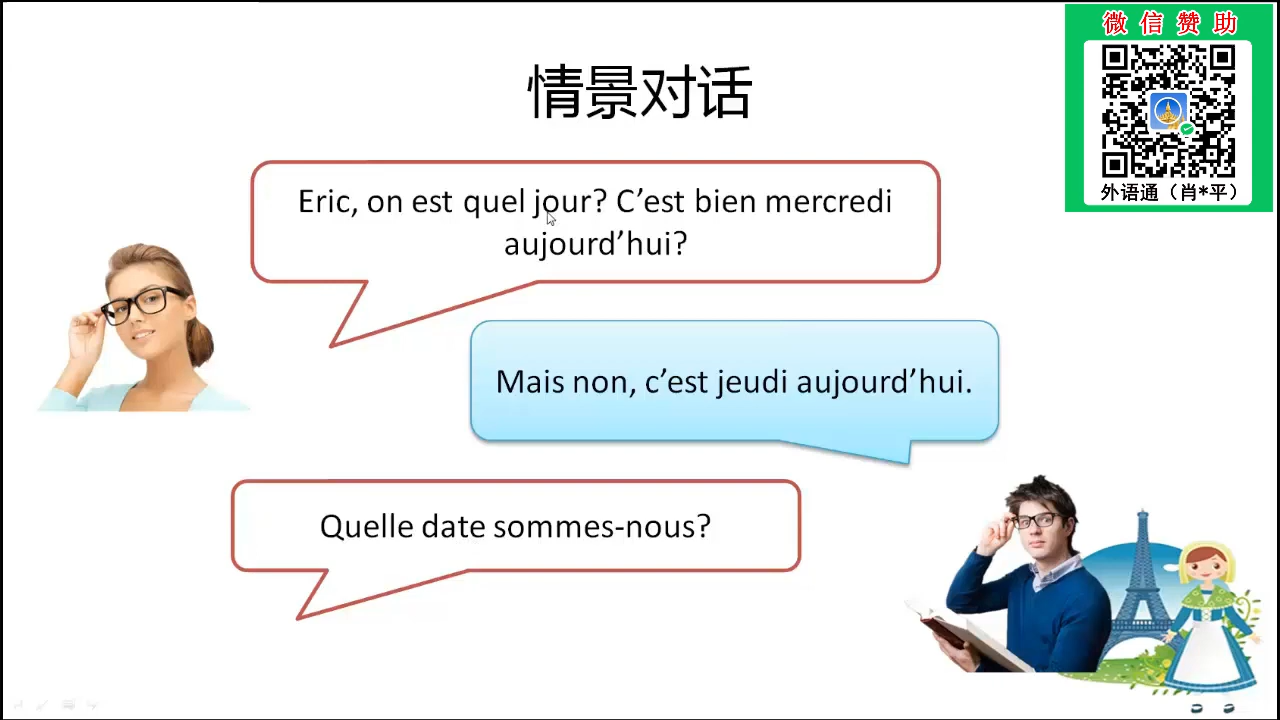 微信赞助
外语通（肖*平）
情景对话
Eric, on est quel jour? C’est bien mercredi
aujourd’hui?
Mais non, c’est jeudi aujourd’hui.
Quelle date sommes-nous?